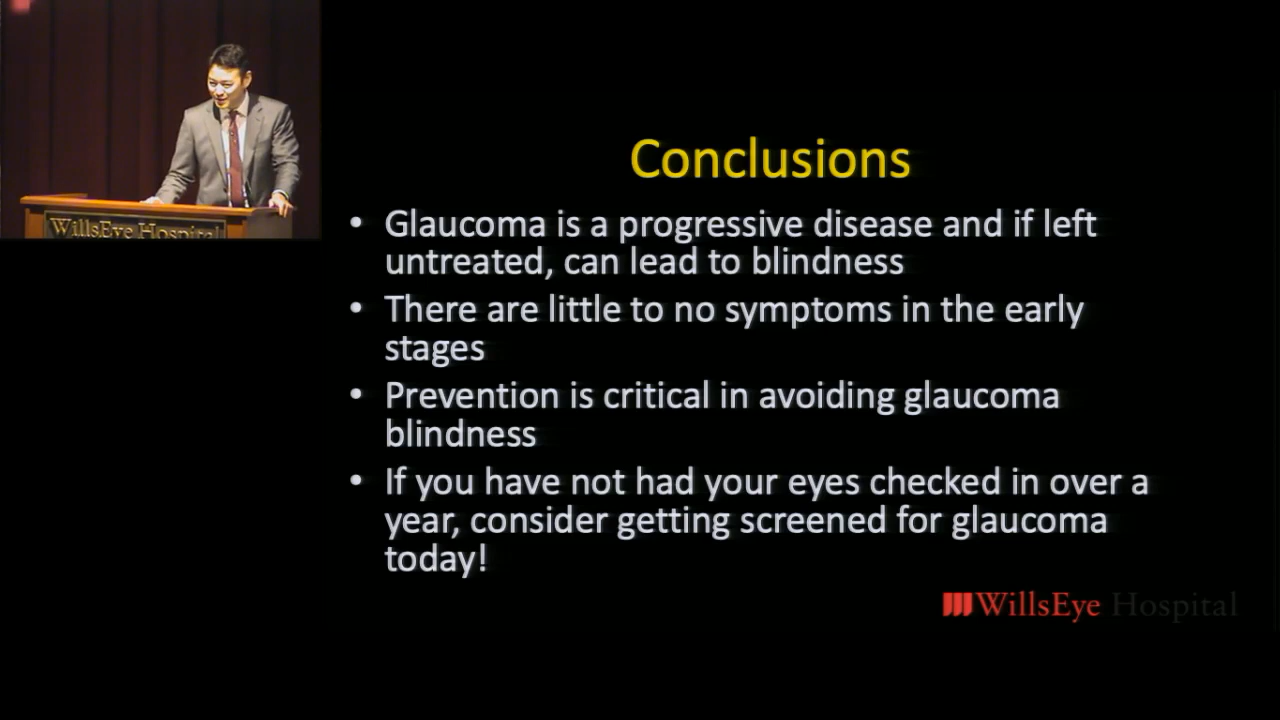 WillsEye Hospital
Conclusions
• Glaucoma is a progressive disease and if left
untreated, can lead to blindness
• There are little to no symptoms in the early
stages
• Prevention is critical in avoiding glaucoma
blindness
• If you have not had your eyes checked in over a
year, consider getting screened for glaucoma
today!
WillsEye Hospital